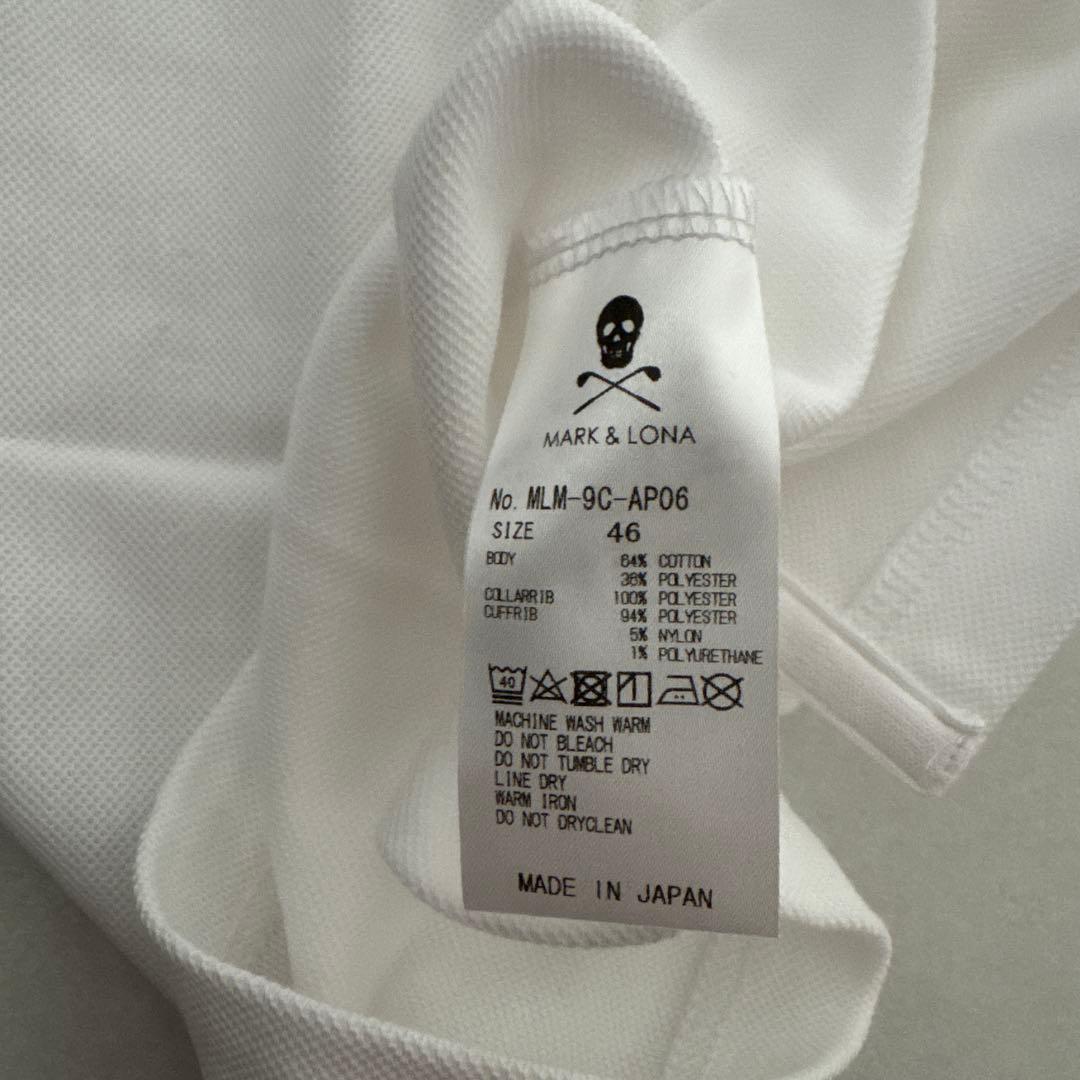 MARK & LONA
No. MLM-9C-AP06
SIZE 46
BODY 64% COTTON
36% POLYESTER
COLLARRIB 100% POLYESTER
CUFFRIB 94% POLYESTER
5% NYLON
1% POLYURETHANE
40
MACHINE WASH WARM
DO NOT BLEACH
DO NOT TUMBLE DRY
LINE DRY
WARM IRON
DO NOT DRYCLEAN
MADE IN JAPAN